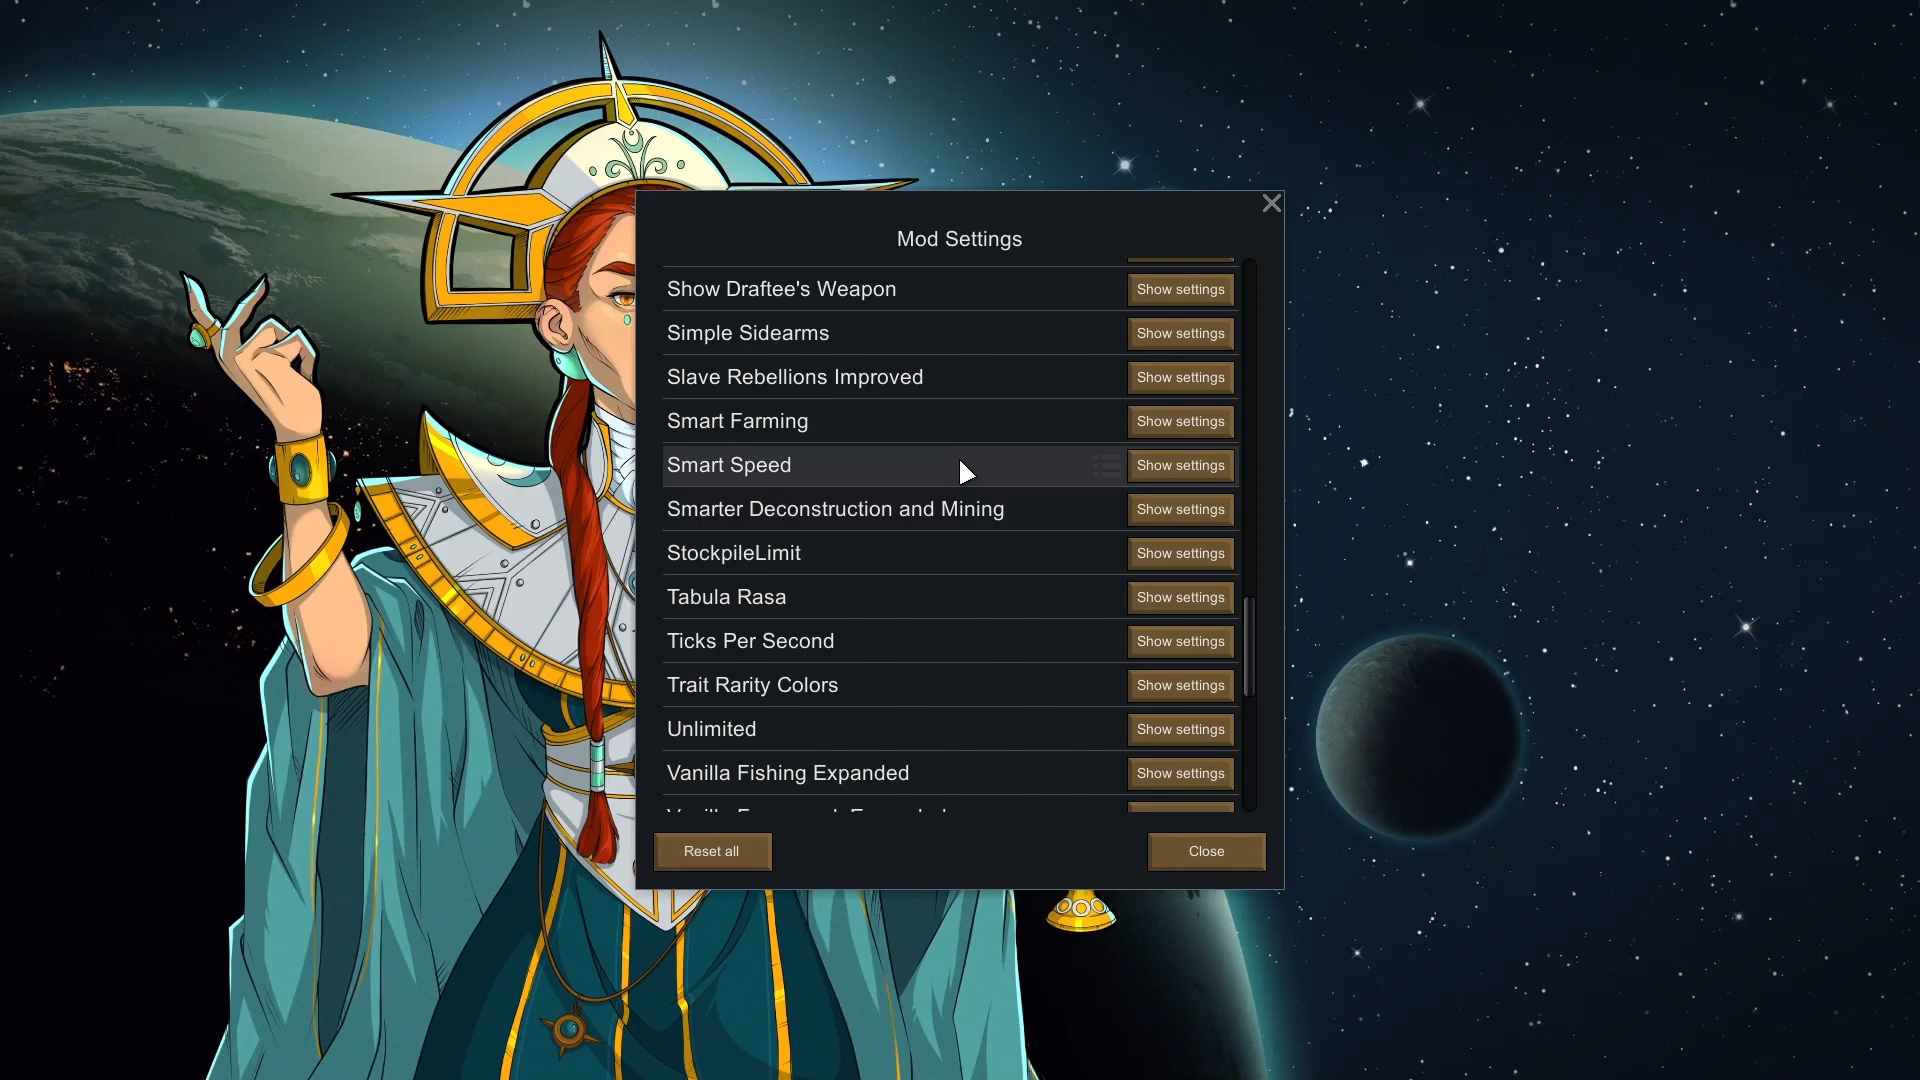 Mod Settings
Show Draftee's Weapon Show settings
Simple Sidearms Show settings
Slave Rebellions Improved Show settings
Smart Farming Show settings
Smart Speed Show settings
Smarter Deconstruction and Mining Show settings
StockpileLimit Show settings
Tabula Rasa Show settings
Ticks Per Second Show settings
Trait Rarity Colors Show settings
Unlimited Show settings
Vanilla Fishing Expanded Show settings
Reset all Close